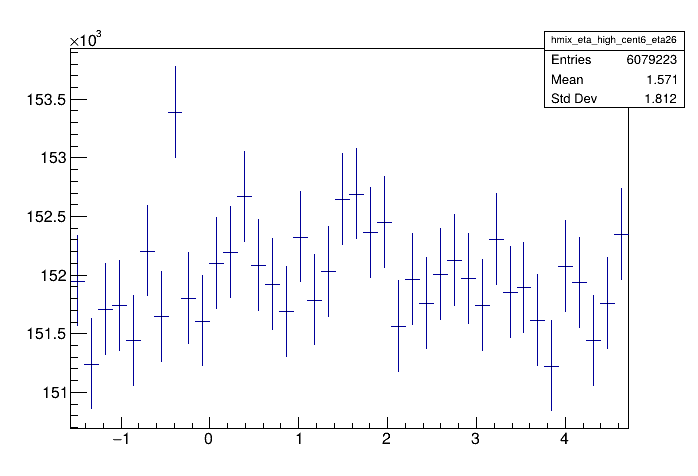 ×10³
hmix_eta_high_cent6_eta26
Entries 6079223
Mean 1.571
Std Dev 1.812
153.5
153
152.5
152
151.5
151
−1 0 1 2 3 4